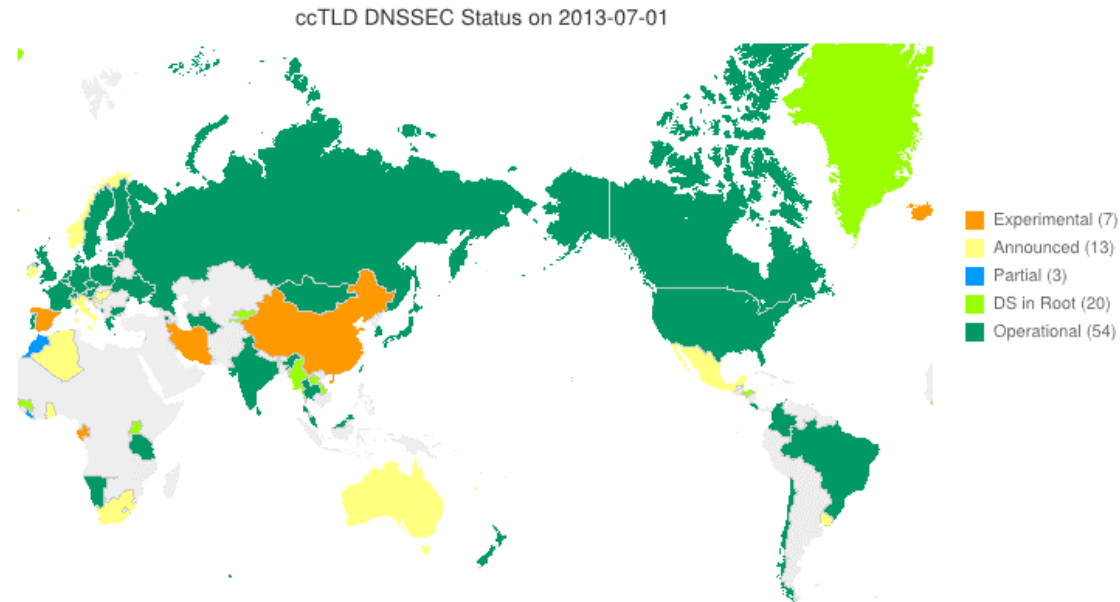 ccTLD DNSSEC Status on 2013-07-01
Experimental (7)
Announced (13)
Partial (3)
DS in Root (20)
Operational (54)